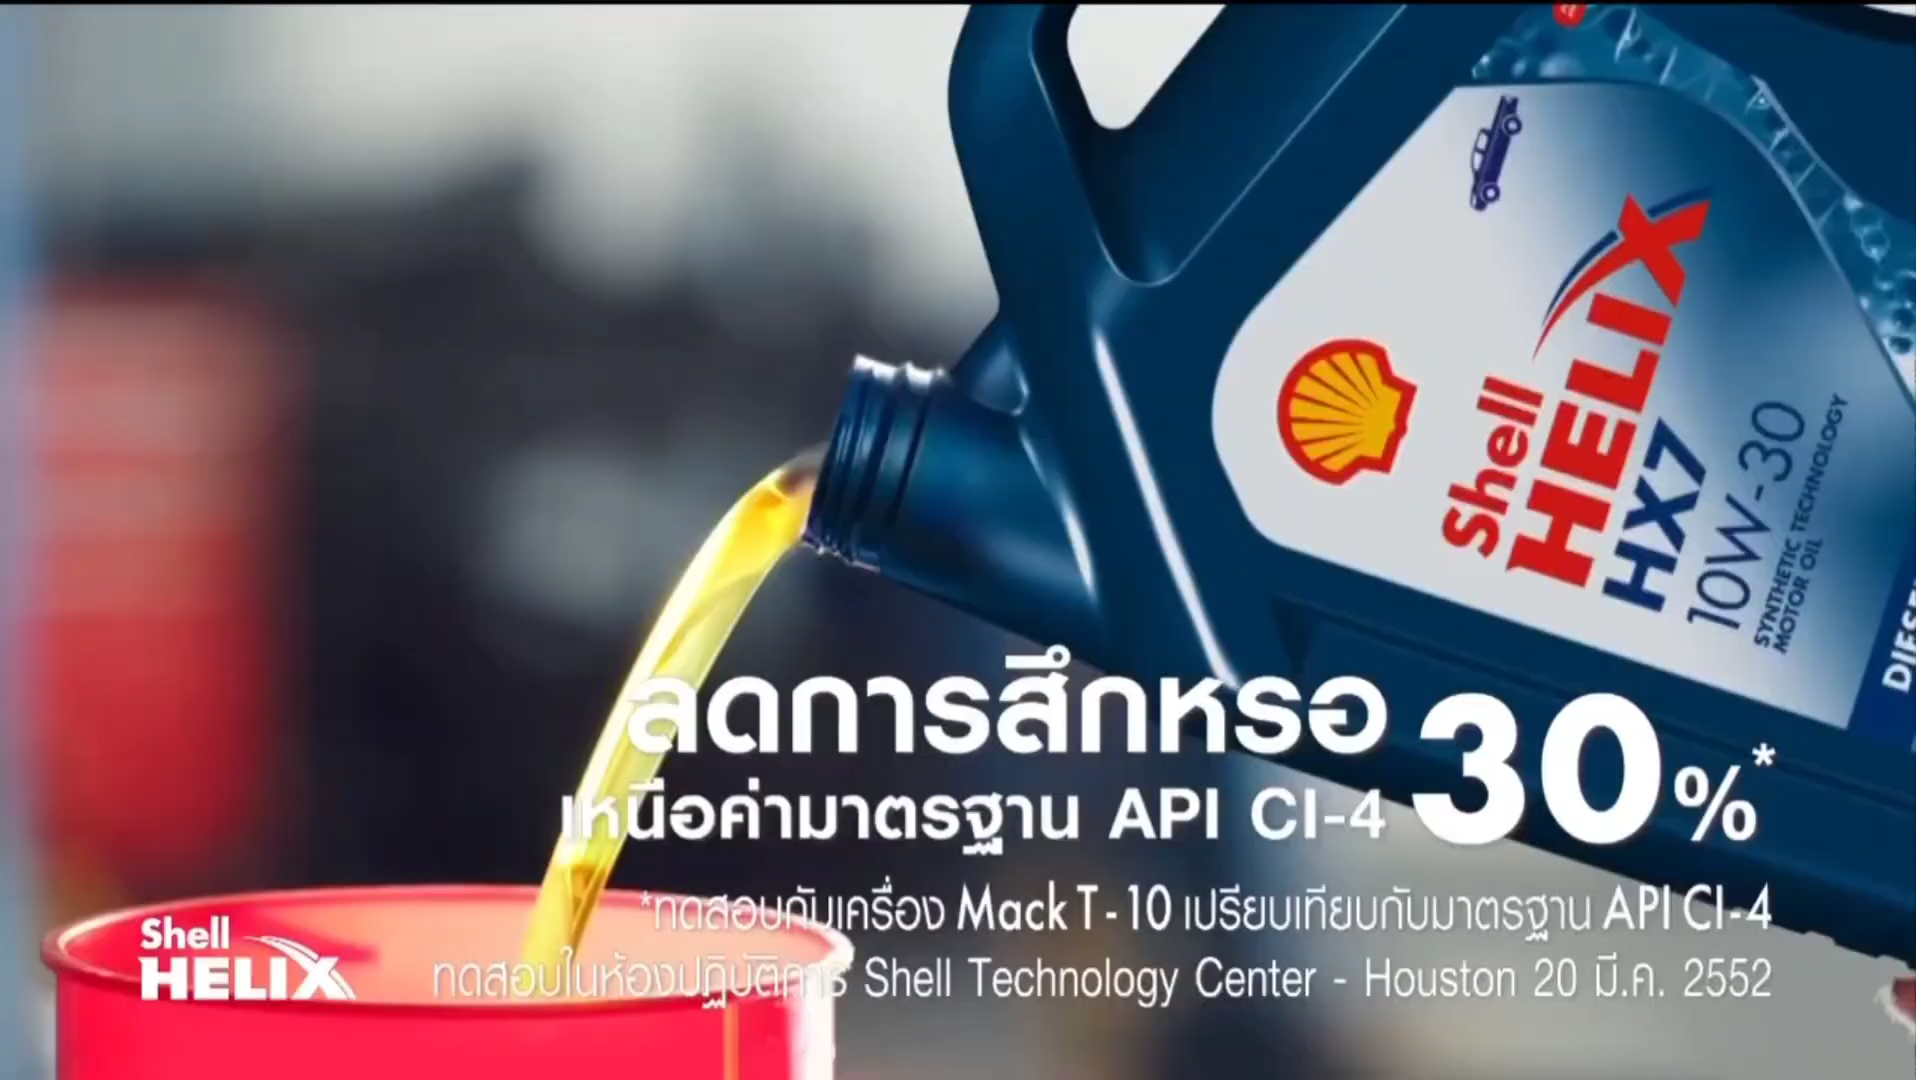 Shell
HELIX
HX7
10W-30
SYNTHETIC TECHNOLOGY
MOTOR OIL
ลดการสึกหรอ 30%*
เหนือค่ามาตรฐาน API CI-4
*ทดสอบกับเครื่อง Mack T-10 เปรียบเทียบกับมาตรฐาน API CI-4
ทดสอบในห้องปฏิบัติการ Shell Technology Center - Houston 20 มี.ค. 2552
Shell
HELIX